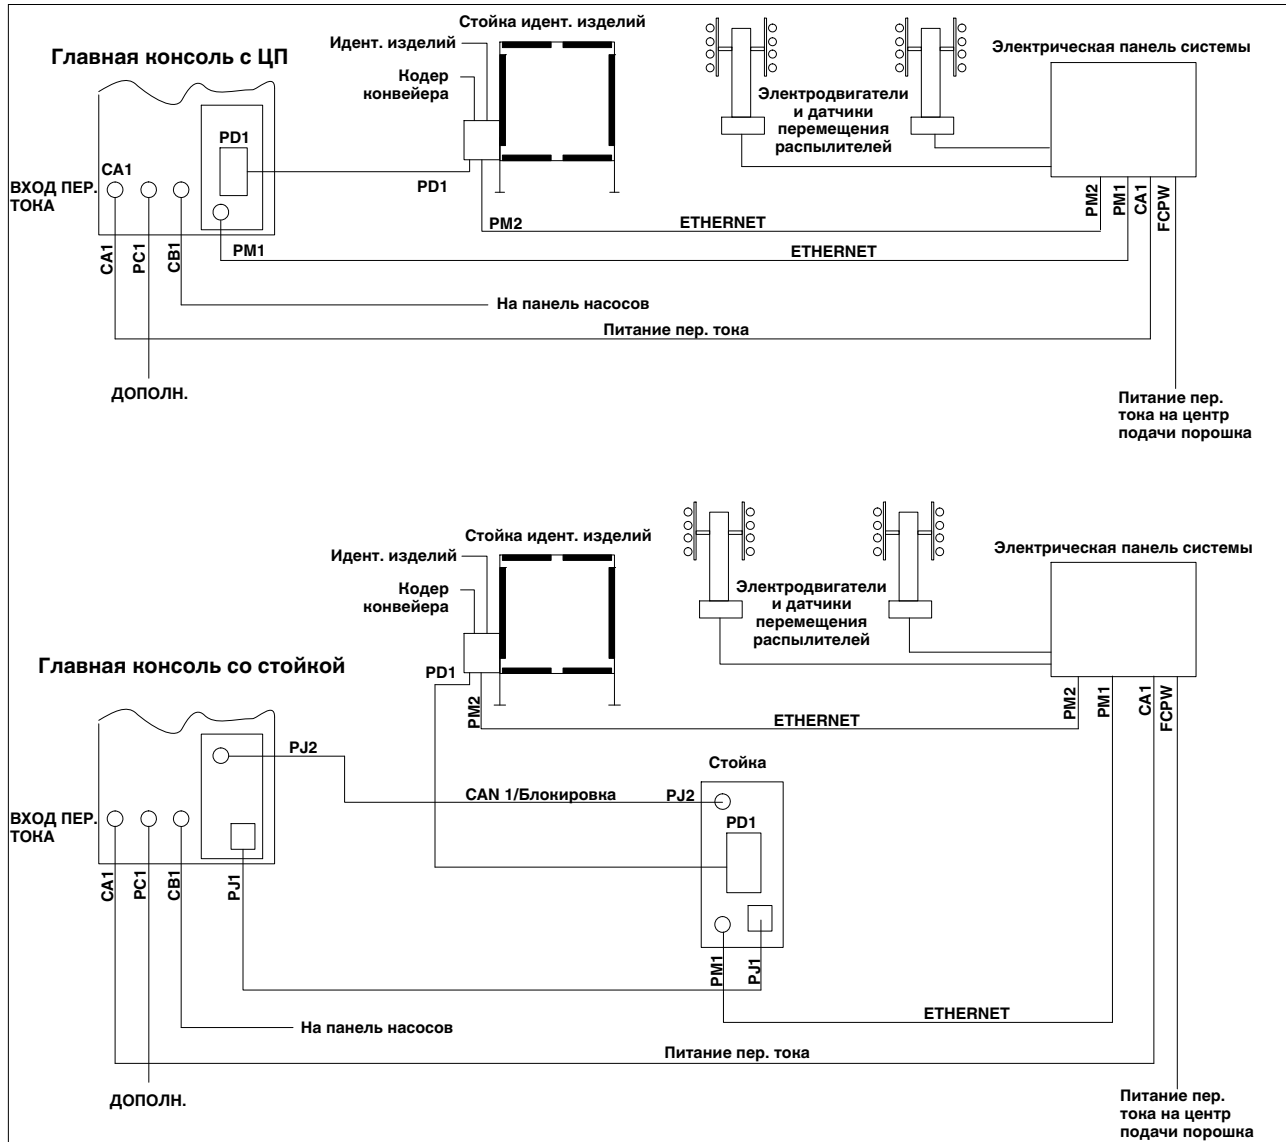 Стойка идент. изделий
Идент. изделий
Главная консоль с ЦП
Кодер
конвейера
Электрическая панель системы
Электродвигатели
и датчики
перемещения
распылителей
PD1
CA1
ВХОД ПЕР.
ТОКА
PD1
PM2
PM1
CA1
FCPW
PM2
ETHERNET
CA1
PC1
CB1
PM1
ETHERNET
На панель насосов
Питание пер. тока
ДОПОЛН.
Питание пер.
тока на центр
подачи порошка
Стойка идент. изделий
Идент. изделий
Кодер
конвейера
Электрическая панель системы
Электродвигатели
и датчики
перемещения
распылителей
Главная консоль со стойкой
PD1
PM2
PM2
PM1
CA1
FCPW
ETHERNET
PJ2
Стойка
CAN 1/Блокировка
PJ2
PD1
ВХОД ПЕР.
ТОКА
CA1
PC1
CB1
PJ1
PM1
PJ1
ETHERNET
На панель насосов
Питание пер. тока
ДОПОЛН.
Питание пер.
тока на центр
подачи порошка